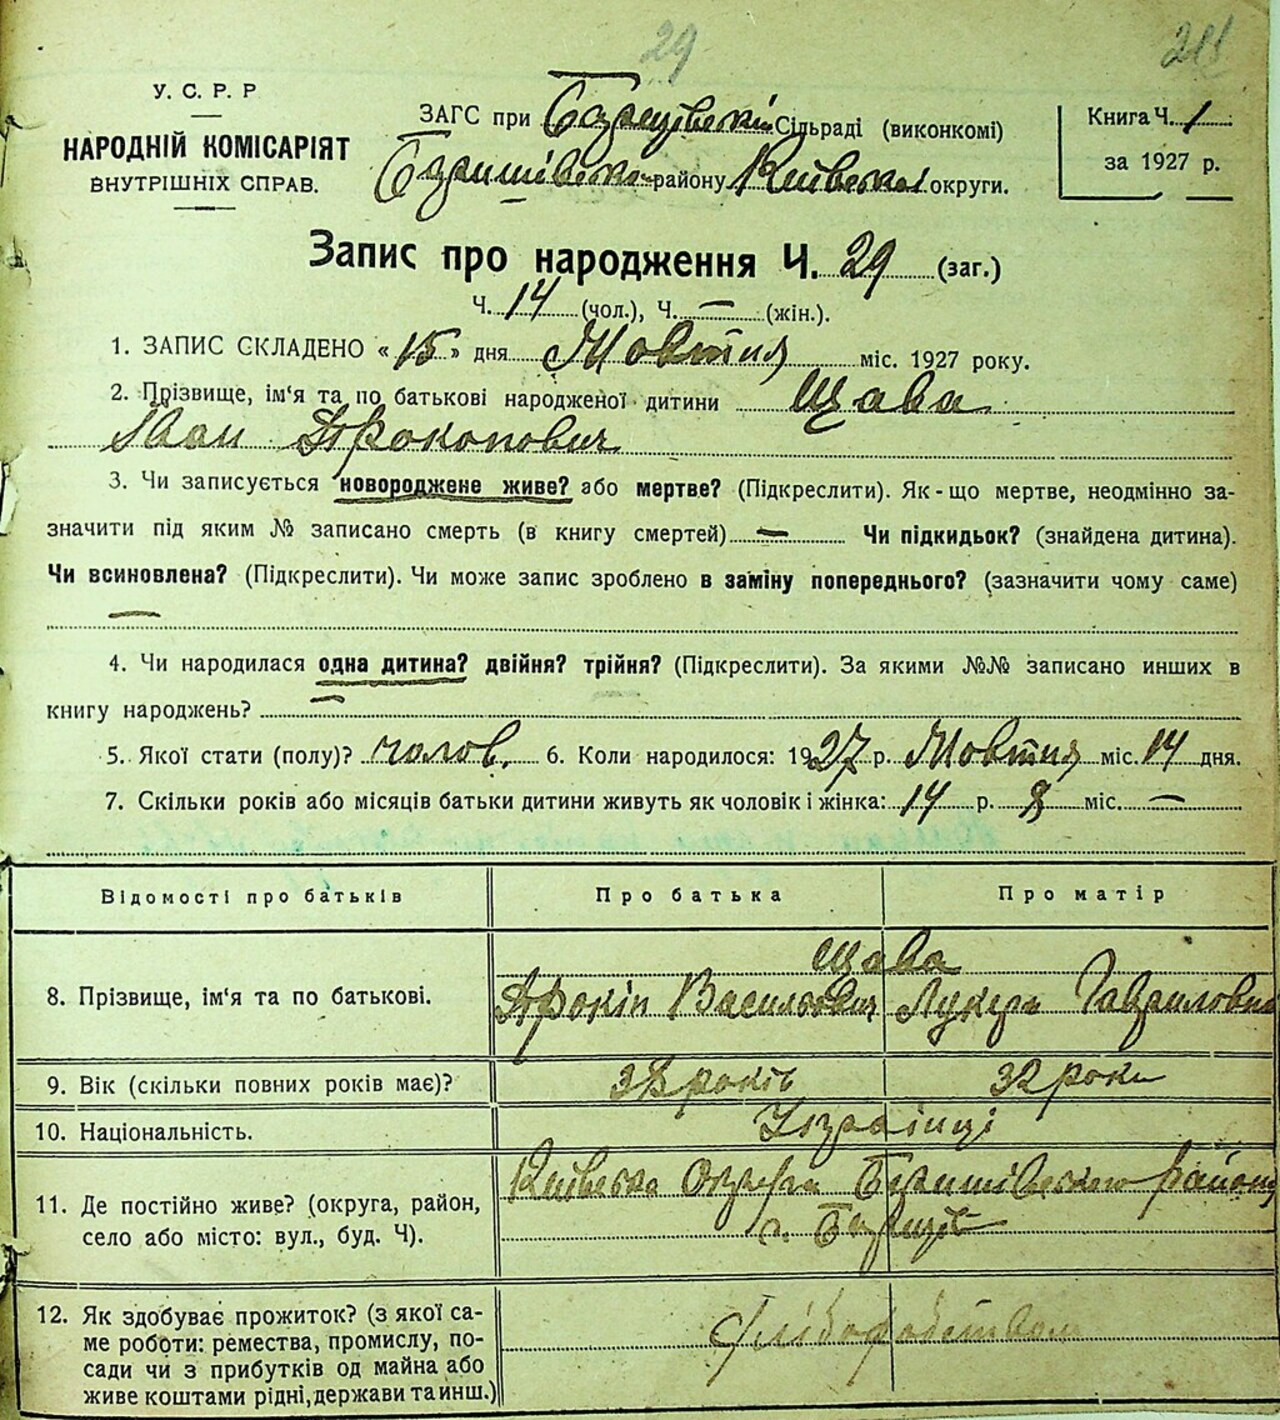 29
У. С. Р. Р
НАРОДНІЙ КОМІСАРІЯТ
ВНУТРІШНІХ СПРАВ.
ЗАГС при Сільраді (виконкомі)
району Київської округи.
Книга Ч. 1
за 1927 р.
Запис про народження Ч. 29 (заг.)
Ч. 14 (чол.), Ч. — (жін.).
1. ЗАПИС СКЛАДЕНО « 15 » дня Жовтня міс. 1927 року.
2. Прізвище, ім'я та по батькові народженої дитини Щава
Іван Прокопович
3. Чи записується новороджене живе? або мертве? (Підкреслити). Як-що мертве, неодмінно за-
значити під яким № записано смерть (в книгу смертей) — Чи підкидьок? (знайдена дитина).
Чи всиновлена? (Підкреслити). Чи може запис зроблено в заміну попереднього? (зазначити чому саме)
—
4. Чи народилася одна дитина? двійня? трійня? (Підкреслити). За якими №№ записано инших в
книгу народжень? —
5. Якої стати (полу)? чолов. 6. Коли народилося: 1927 р. Жовтня міс. 14 дня.
7. Скільки років або місяців батьки дитини живуть як чоловік і жінка: 14 р. 8 міс. —
Відомості про батьків Про батька Про матір
Щава
8. Прізвище, ім'я та по батькові. Прокіп Васильович Лукеря Гавриловна
9. Вік (скільки повних років має)? 38 років 32 роки
10. Національність. Українці
11. Де постійно живе? (округа, район,
село або місто: вул., буд. Ч). Київська Округа району
12. Як здобуває прожиток? (з якої са-
ме роботи: ремества, промислу, по-
сади чи з прибутків од майна або
живе коштами рідні, держави та инш.) Хліборобством